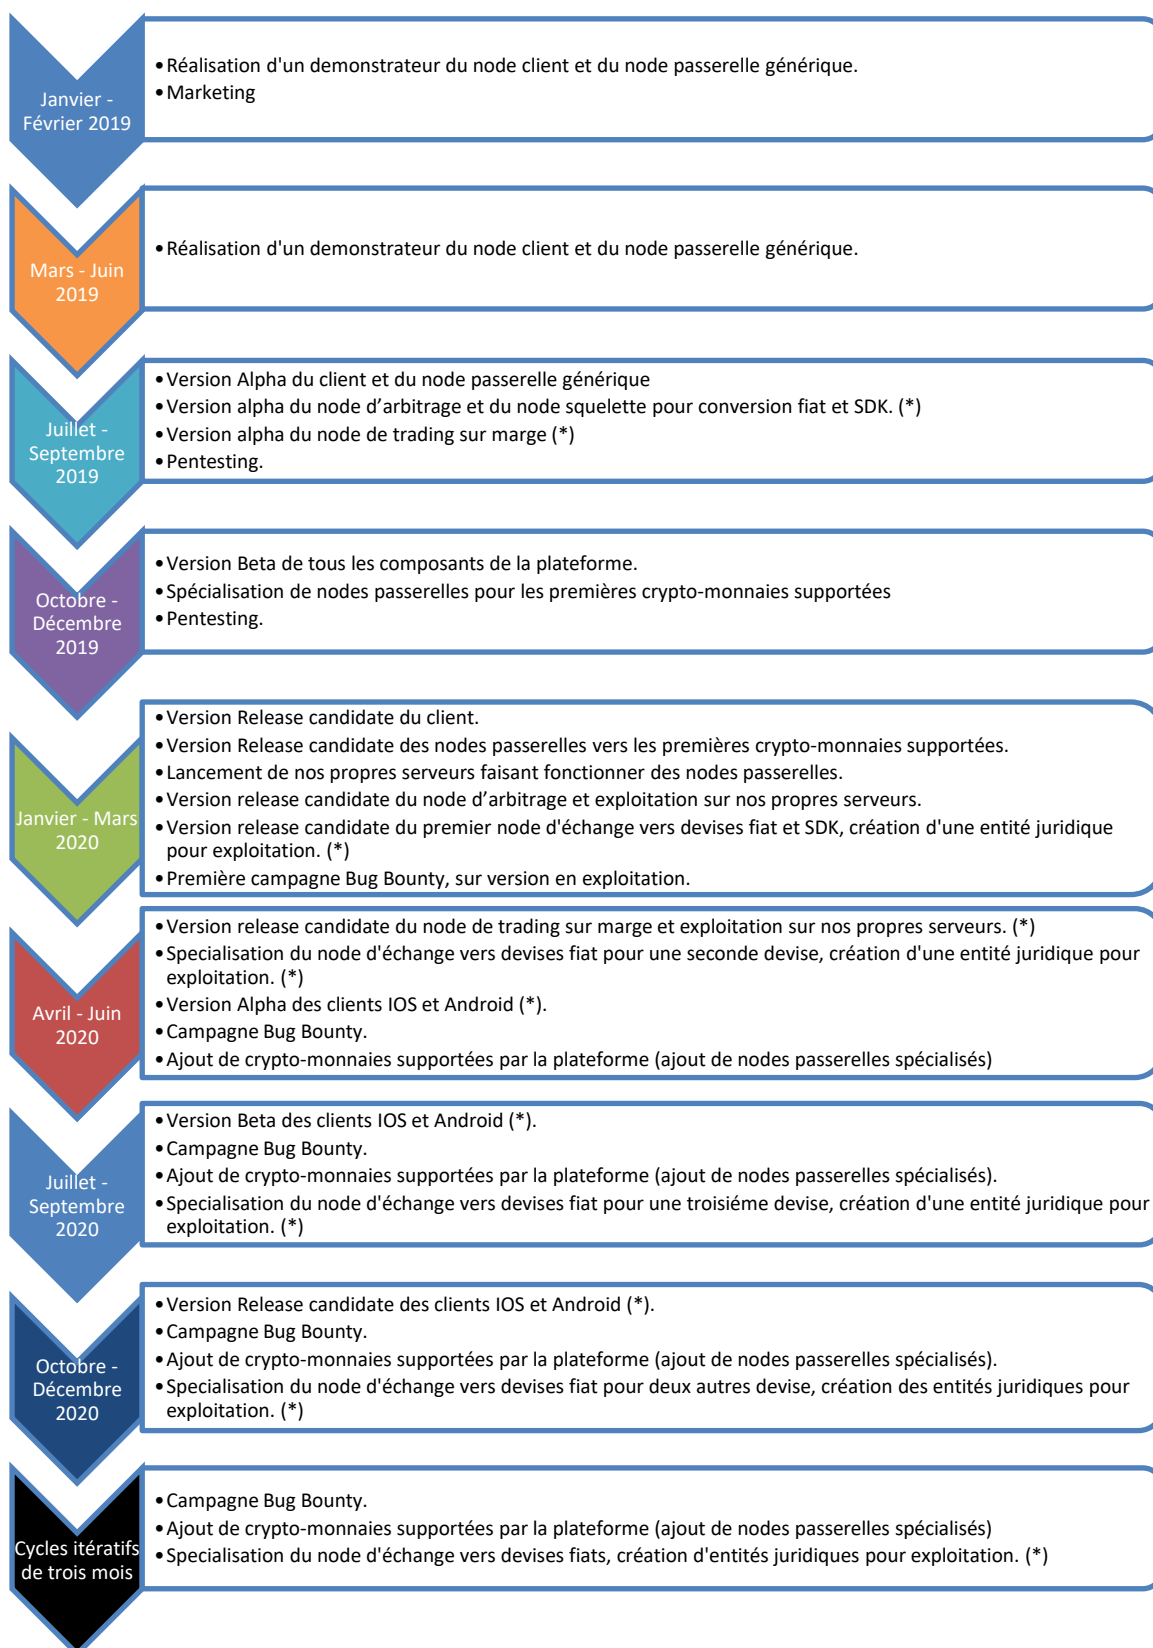 Janvier -
Février 2019
•Réalisation d'un demonstrateur du node client et du node passerelle générique.
•Marketing
Mars - Juin
2019
•Réalisation d'un demonstrateur du node client et du node passerelle générique.
Juillet -
Septembre
2019
•Version Alpha du client et du node passerelle générique
•Version alpha du node d’arbitrage et du node squelette pour conversion fiat et SDK. (*)
•Version alpha du node de trading sur marge (*)
•Pentesting.
Octobre -
Décembre
2019
•Version Beta de tous les composants de la plateforme.
•Spécialisation de nodes passerelles pour les premières crypto-monnaies supportées
•Pentesting.
Janvier - Mars
2020
•Version Release candidate du client.
•Version Release candidate des nodes passerelles vers les premières crypto-monnaies supportées.
•Lancement de nos propres serveurs faisant fonctionner des nodes passerelles.
•Version release candidate du node d’arbitrage et exploitation sur nos propres serveurs.
•Version release candidate du premier node d'échange vers devises fiat et SDK, création d'une entité juridique
pour exploitation. (*)
•Première campagne Bug Bounty, sur version en exploitation.
Avril - Juin
2020
•Version release candidate du node de trading sur marge et exploitation sur nos propres serveurs. (*)
•Specialisation du node d'échange vers devises fiat pour une seconde devise, création d'une entité juridique pour
exploitation. (*)
•Version Alpha des clients IOS et Android (*).
•Campagne Bug Bounty.
•Ajout de crypto-monnaies supportées par la plateforme (ajout de nodes passerelles spécialisés)
Juillet -
Septembre
2020
•Version Beta des clients IOS et Android (*).
•Campagne Bug Bounty.
•Ajout de crypto-monnaies supportées par la plateforme (ajout de nodes passerelles spécialisés).
•Specialisation du node d'échange vers devises fiat pour une troisiéme devise, création d'une entité juridique pour
exploitation. (*)
Octobre -
Décembre
2020
•Version Release candidate des clients IOS et Android (*).
•Campagne Bug Bounty.
•Ajout de crypto-monnaies supportées par la plateforme (ajout de nodes passerelles spécialisés).
•Specialisation du node d'échange vers devises fiat pour deux autres devise, création des entités juridiques pour
exploitation. (*)
Cycles itératifs
de trois mois
•Campagne Bug Bounty.
•Ajout de crypto-monnaies supportées par la plateforme (ajout de nodes passerelles spécialisés)
•Specialisation du node d'échange vers devises fiats, création d'entités juridiques pour exploitation. (*)